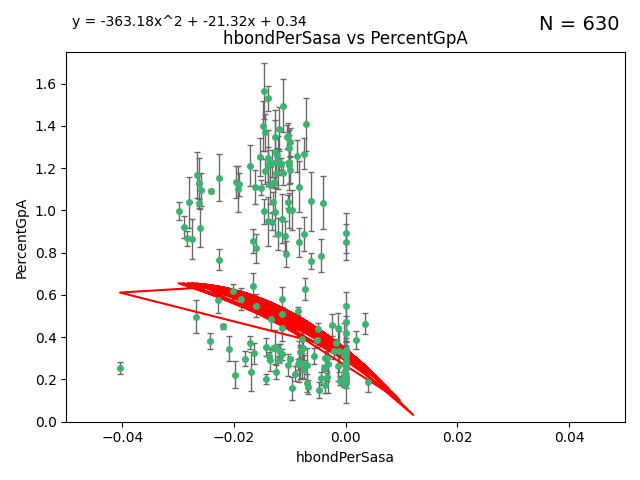 y = -363.18x^2 + -21.32x + 0.34
N = 630
hbondPerSasa vs PercentGpA
PercentGpA
1.6
1.4
1.2
1.0
0.8
0.6
0.4
0.2
0.0
−0.04 −0.02 0.00 0.02 0.04
hbondPerSasa